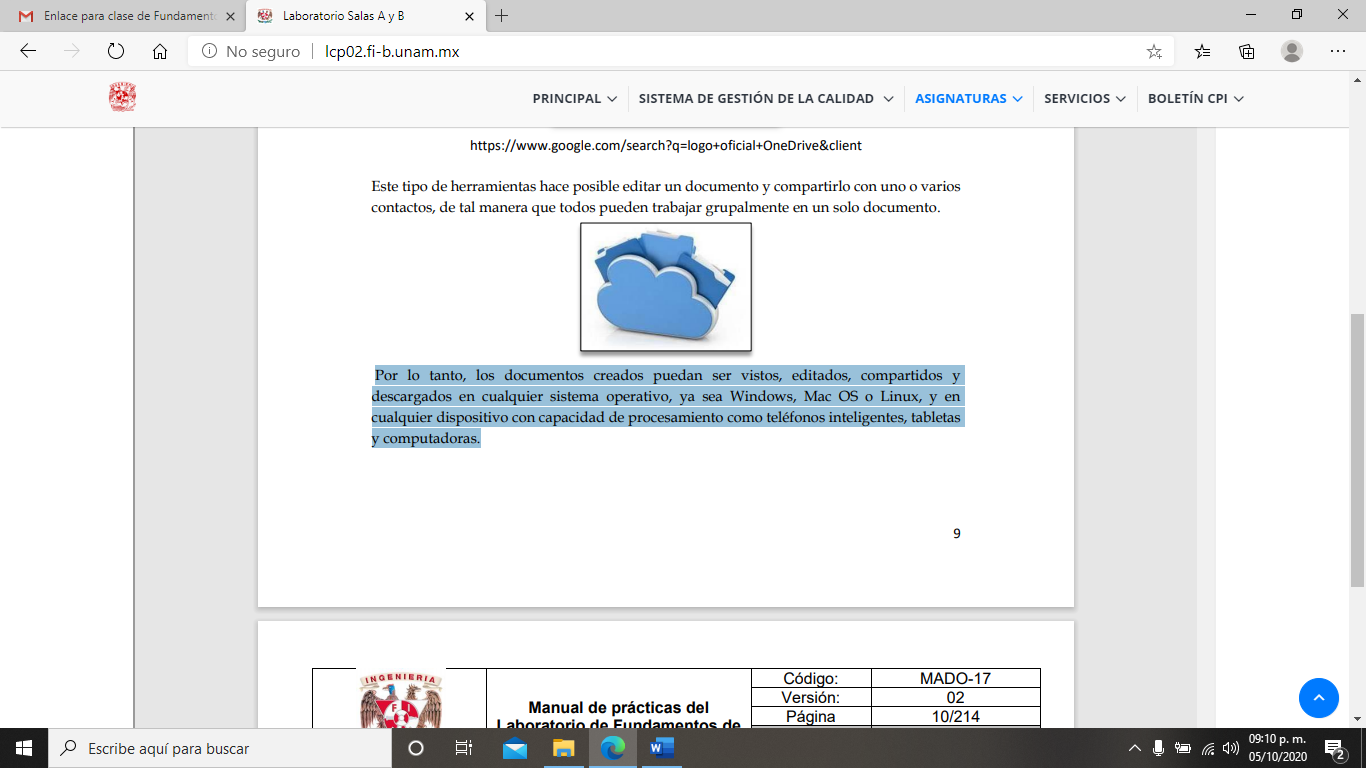 Enlace para clase de Fundament
Laboratorio Salas A y B
No seguro
lcp02.fi-b.unam.mx
PRINCIPAL
SISTEMA DE GESTIÓN DE LA CALIDAD
ASIGNATURAS
SERVICIOS
BOLETÍN CPI
https://www.google.com/search?q=logo+oficial+OneDrive&client
Este tipo de herramientas hace posible editar un documento y compartirlo con uno o varios
contactos, de tal manera que todos pueden trabajar grupalmente en un solo documento.
Por lo tanto, los documentos creados puedan ser vistos, editados, compartidos y
descargados en cualquier sistema operativo, ya sea Windows, Mac OS o Linux, y en
cualquier dispositivo con capacidad de procesamiento como teléfonos inteligentes, tabletas
y computadoras.
9
INGENIERIA
FI
Manual de prácticas del
Laboratorio de Fundamentos de
Código:
MADO-17
Versión:
02
Página
10/214
Escribe aquí para buscar
09:10 p. m.
05/10/2020
2